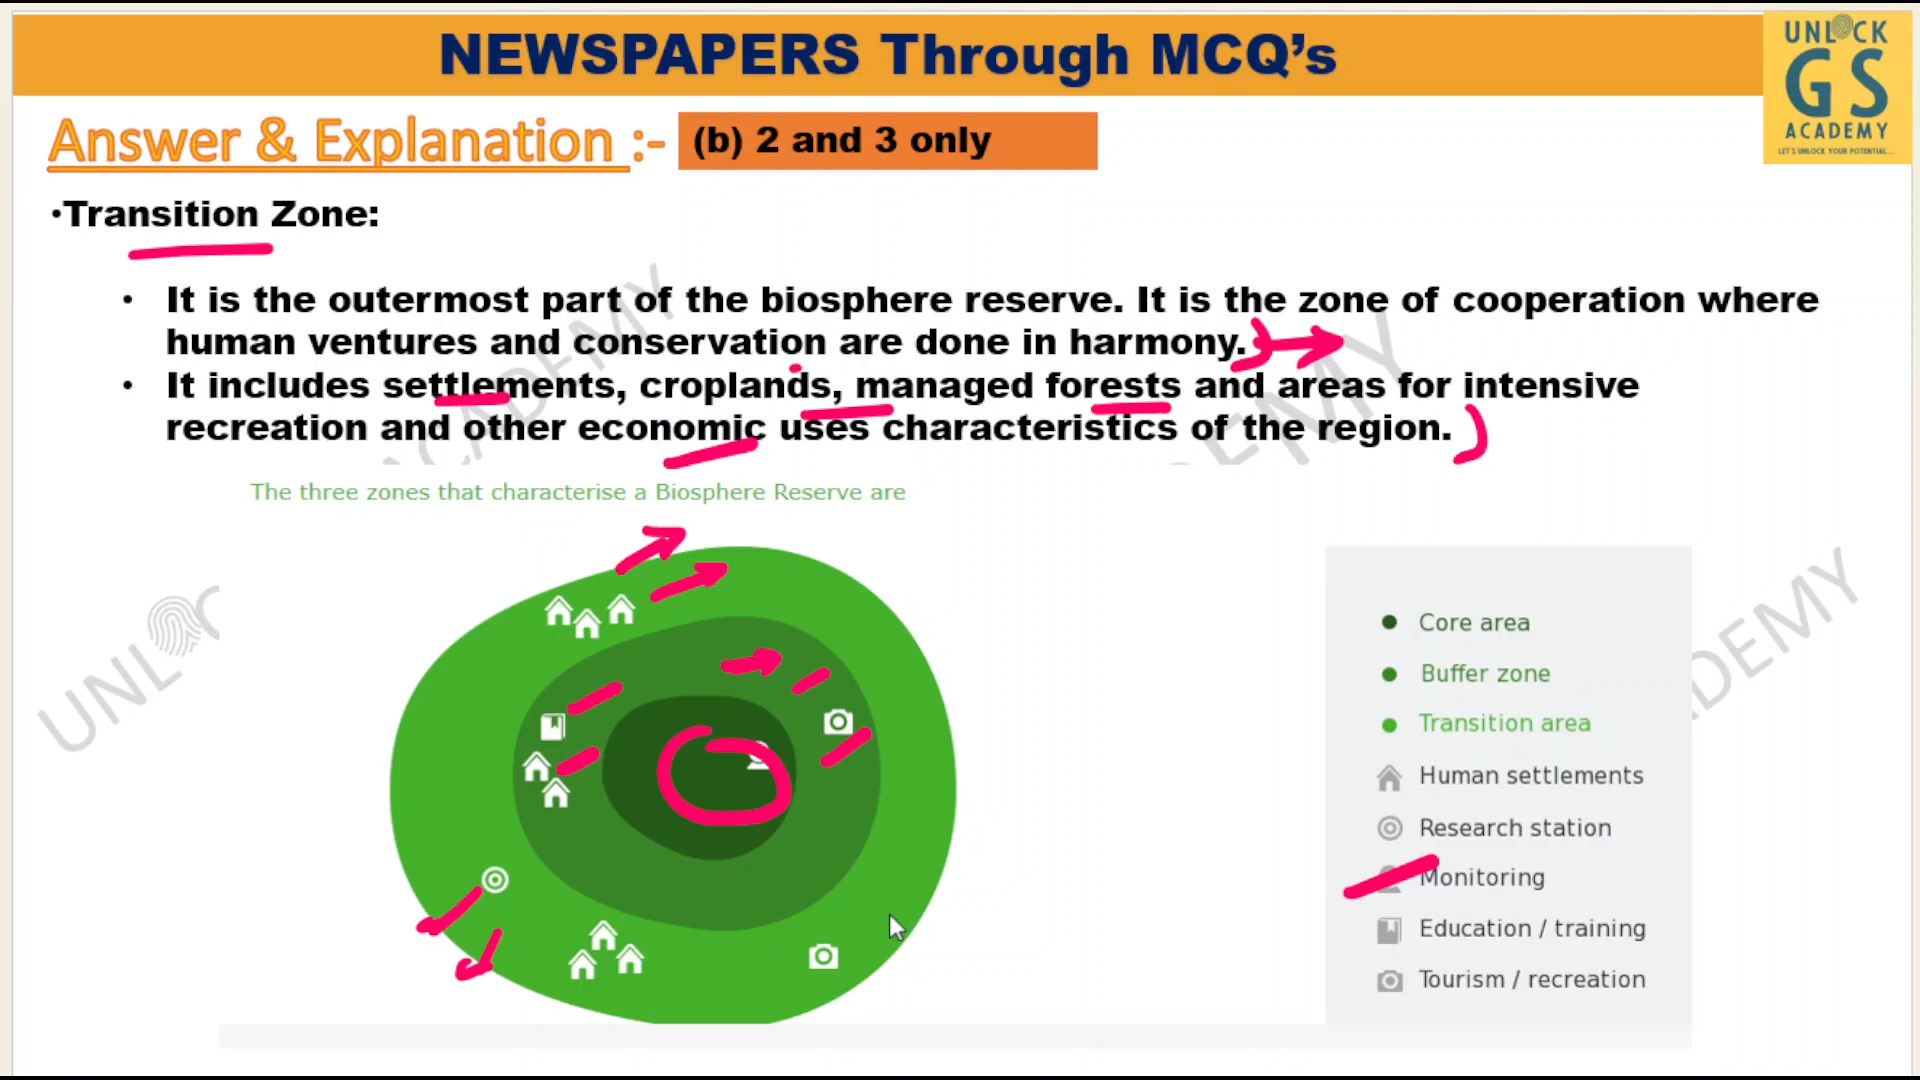 NEWSPAPERS Through MCQ’s
UNLOCK
GS
ACADEMY
LET'S UNLOCK YOUR POTENTIAL...
Answer & Explanation :-
(b) 2 and 3 only
•Transition Zone:
• It is the outermost part of the biosphere reserve. It is the zone of cooperation where
human ventures and conservation are done in harmony.
• It includes settlements, croplands, managed forests and areas for intensive
recreation and other economic uses characteristics of the region.
The three zones that characterise a Biosphere Reserve are
Core area
Buffer zone
Transition area
Human settlements
Research station
Monitoring
Education / training
Tourism / recreation